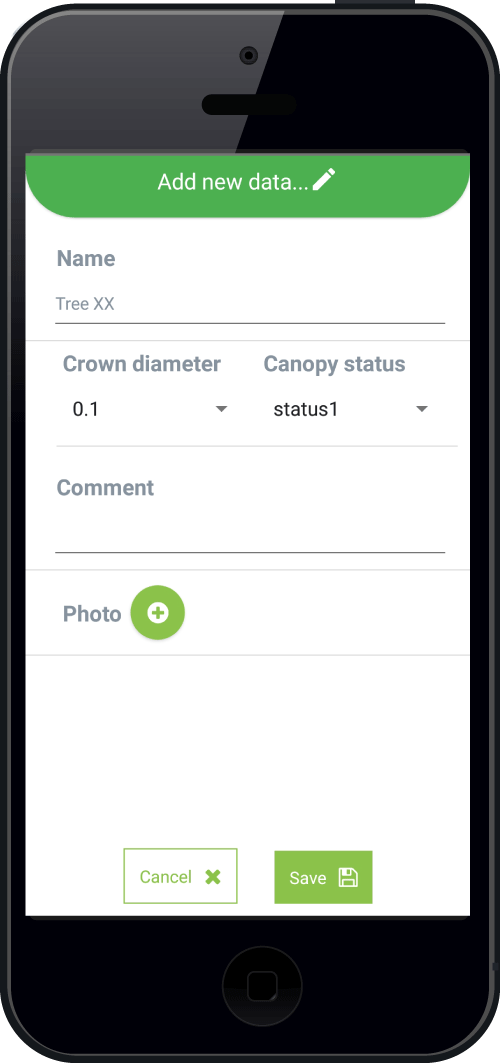 Add new data...
Name
Tree XX
Crown diameter Canopy status
0.1 status1
Comment
Photo
Cancel Save